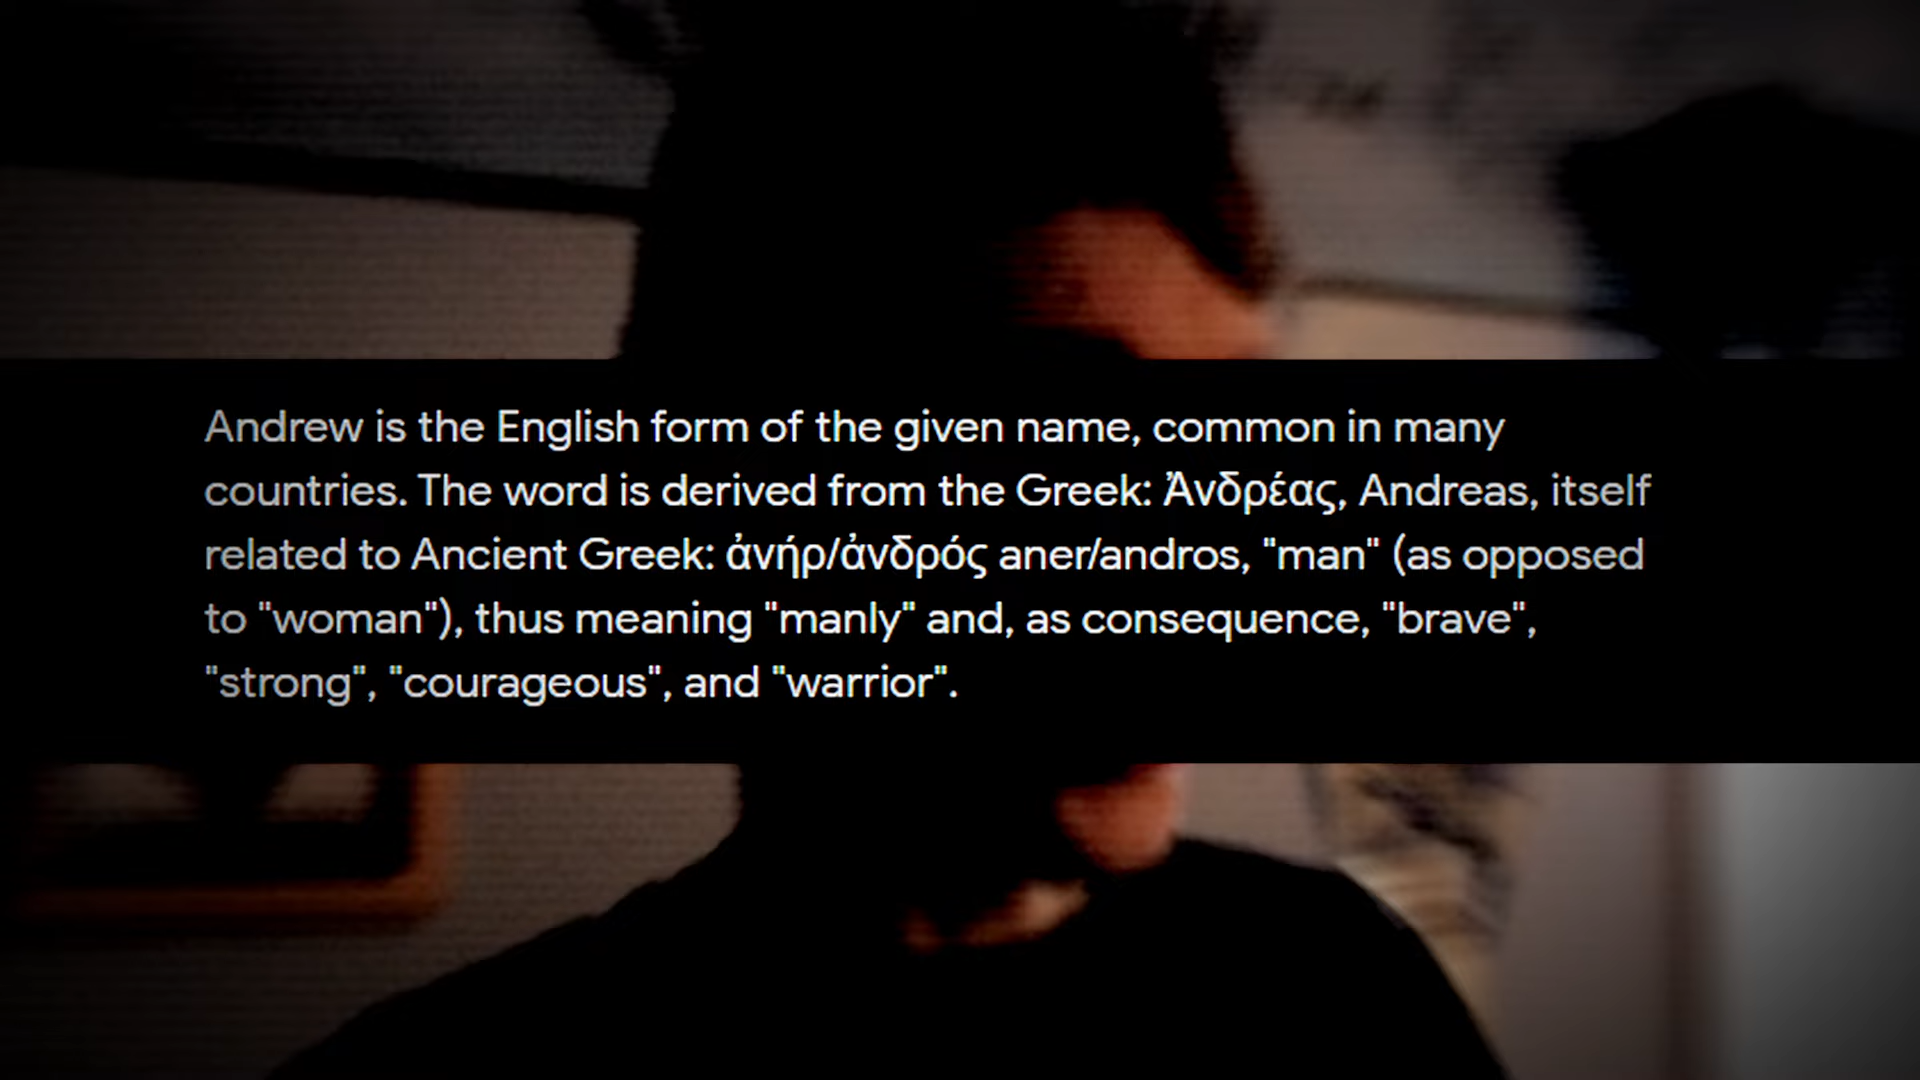 Andrew is the English form of the given name, common in many
countries. The word is derived from the Greek: Ἀνδρέας, Andreas, itself
related to Ancient Greek: ἀνήρ/ἀνδρός aner/andros, "man" (as opposed
to "woman"), thus meaning "manly" and, as consequence, "brave",
"strong", "courageous", and "warrior".